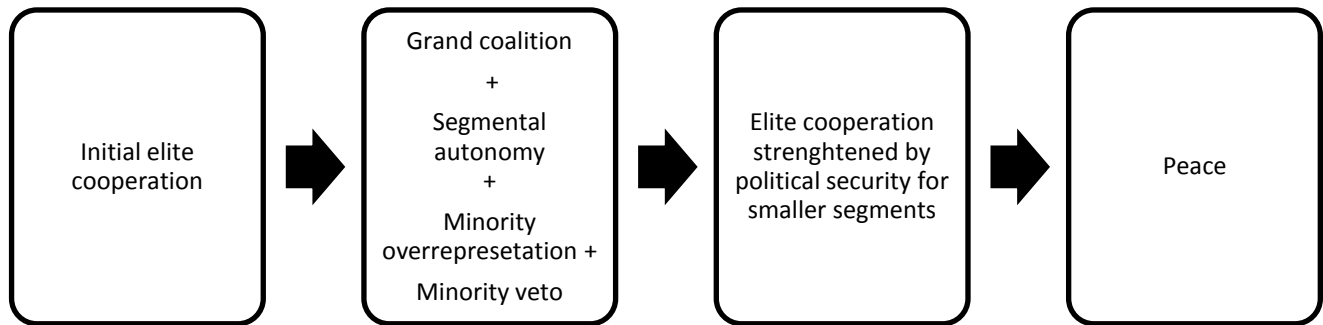 Initial elite
cooperation
Grand coalition
+
Segmental
autonomy
+
Minority
overrepresetation +
Minority veto
Elite cooperation
strenghtened by
political security for
smaller segments
Peace